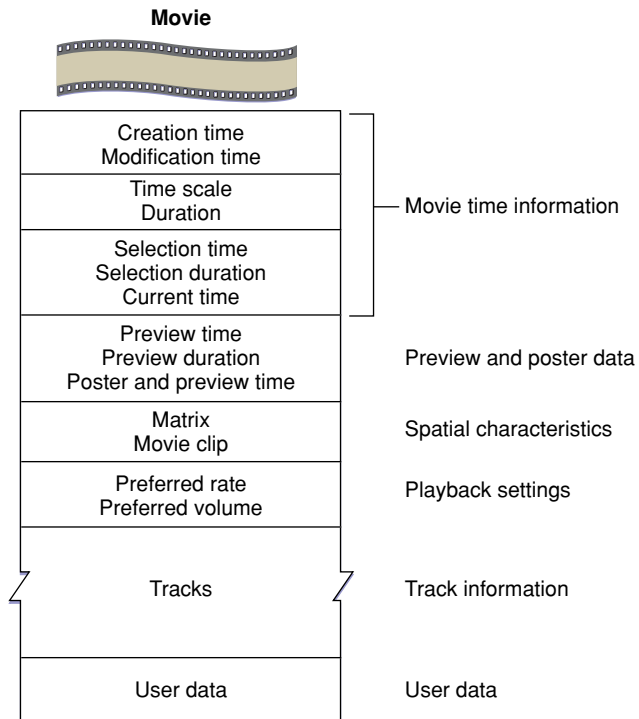 Movie
Creation time
Modification time
Time scale
Duration
Movie time information
Selection time
Selection duration
Current time
Preview time
Preview duration
Poster and preview time
Preview and poster data
Matrix
Movie clip
Spatial characteristics
Preferred rate
Preferred volume
Playback settings
Tracks
Track information
User data
User data